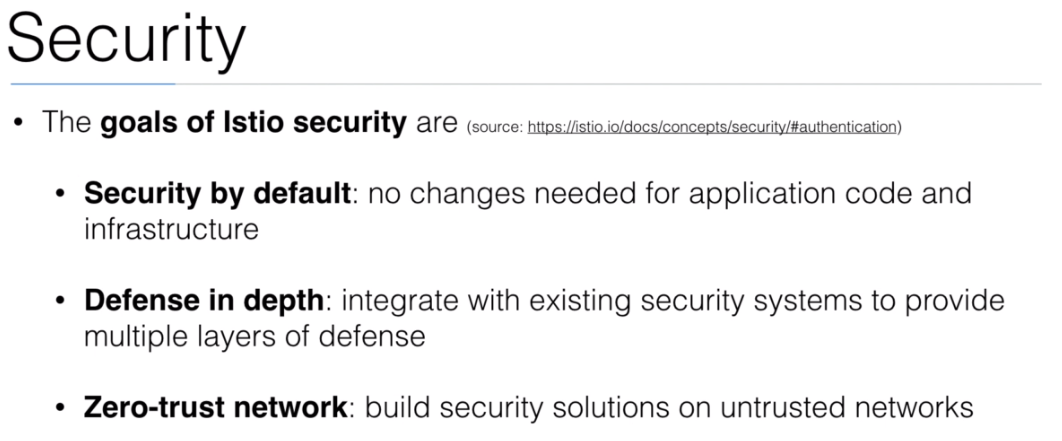 Security
• The goals of Istio security are (source: https://istio.io/docs/concepts/security/#authentication)
• Security by default: no changes needed for application code and
infrastructure
• Defense in depth: integrate with existing security systems to provide
multiple layers of defense
• Zero-trust network: build security solutions on untrusted networks